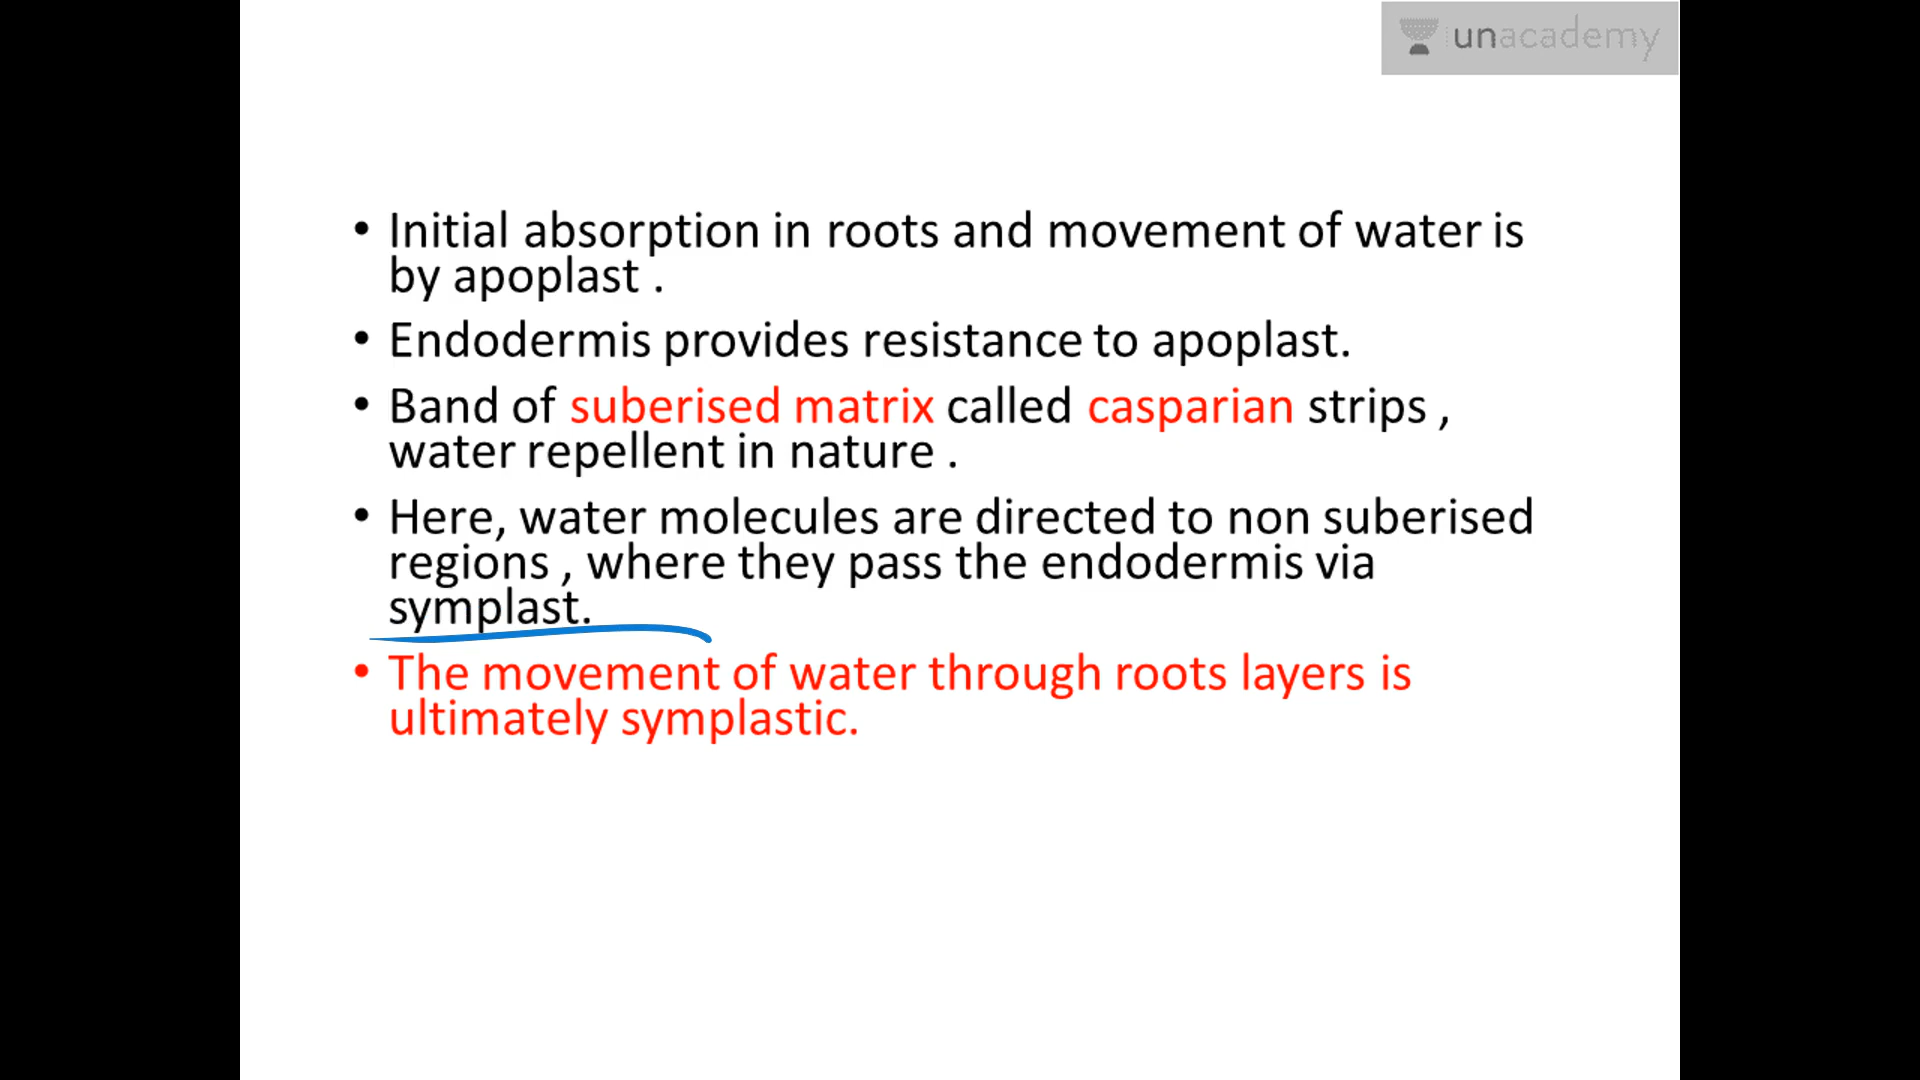 unacademy
• Initial absorption in roots and movement of water is
by apoplast .
• Endodermis provides resistance to apoplast.
• Band of suberised matrix called casparian strips ,
water repellent in nature .
• Here, water molecules are directed to non suberised
regions , where they pass the endodermis via
symplast.
• The movement of water through roots layers is
ultimately symplastic.